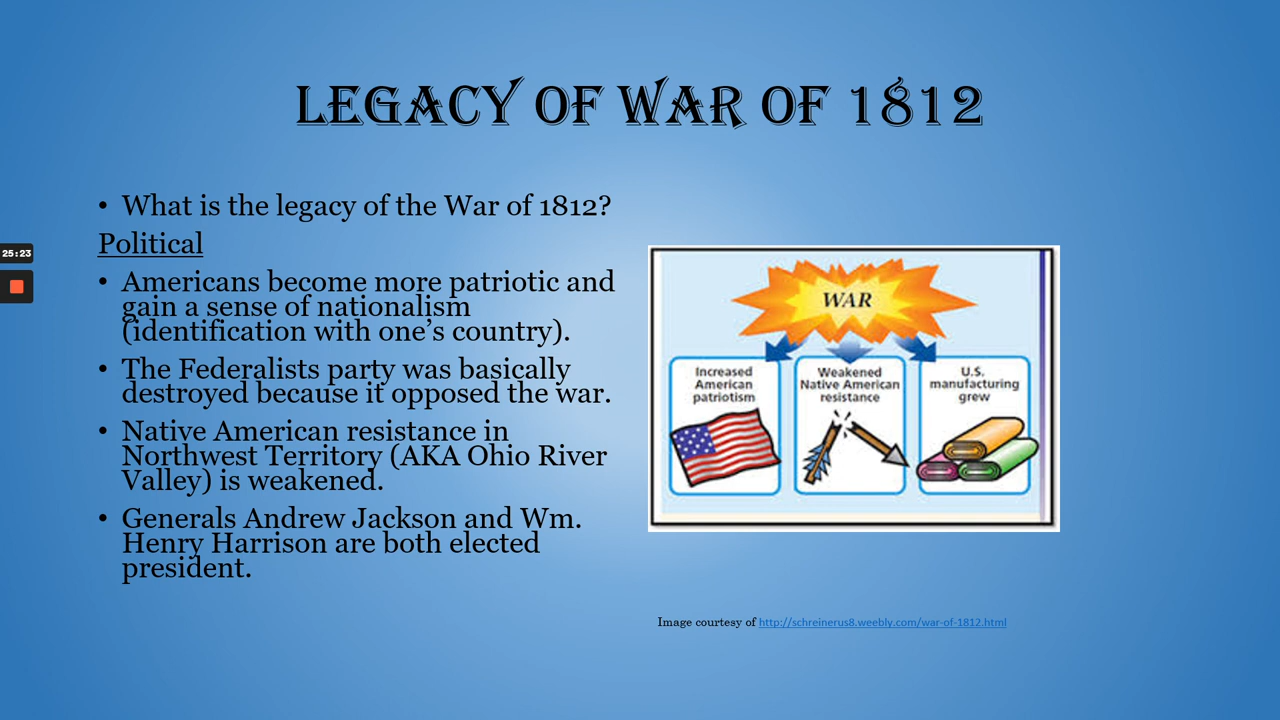 LEGACY OF WAR OF 1812
• What is the legacy of the War of 1812?
Political
• Americans become more patriotic and
gain a sense of nationalism
(identification with one’s country).
• The Federalists party was basically
destroyed because it opposed the war.
• Native American resistance in
Northwest Territory (AKA Ohio River
Valley) is weakened.
• Generals Andrew Jackson and Wm.
Henry Harrison are both elected
president.
25:23
WAR
Increased
American
patriotism
Weakened
Native American
resistance
U.S.
manufacturing
grew
Image courtesy of http://schreinerus8.weebly.com/war-of-1812.html